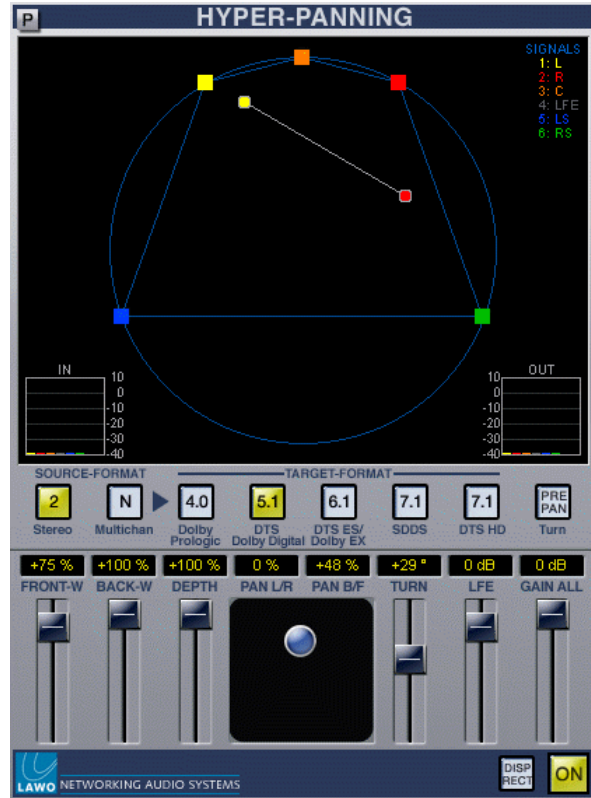 P
HYPER-PANNING
SIGNALS
1: L
2: R
3: C
4: LFE
5: LS
6: RS
IN
10
0
-10
-20
-30
-40
OUT
10
0
-10
-20
-30
-40
SOURCE-FORMAT
TARGET-FORMAT
2 N 4.0 5.1 6.1 7.1 7.1 PRE PAN
Stereo Multichan Dolby Prologic DTS Dolby Digital DTS ES/ Dolby EX SDDS DTS HD Turn
+75 % +100 % +100 % 0 % +48 % +29 ° 0 dB 0 dB
FRONT-W BACK-W DEPTH PAN L/R PAN B/F TURN LFE GAIN ALL
LAWO NETWORKING AUDIO SYSTEMS
DISP RECT
ON